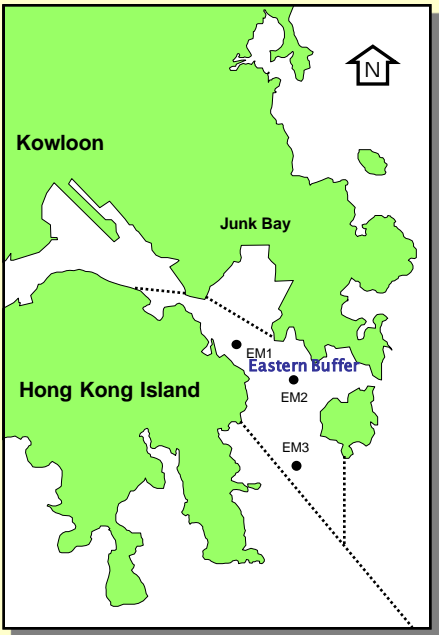 N
Kowloon
Junk Bay
EM1
Eastern Buffer
Hong Kong Island
EM2
EM3